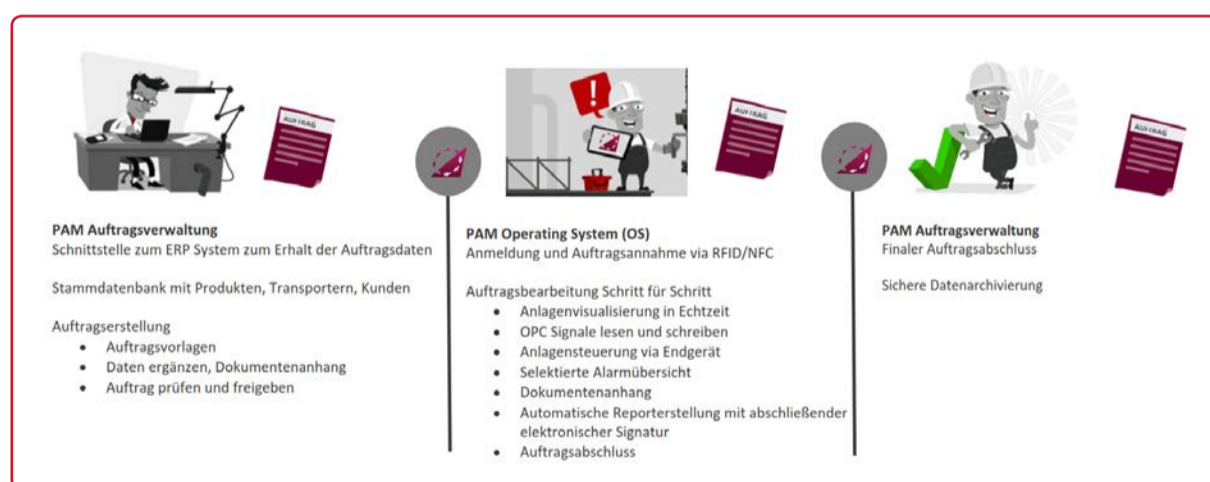 AUFTRAG
AUFTRAG
AUFTRAG
PAM Auftragsverwaltung
Schnittstelle zum ERP System zum Erhalt der Auftragsdaten
Stammdatenbank mit Produkten, Transportern, Kunden
Auftragserstellung
• Auftragsvorlagen
• Daten ergänzen, Dokumentenanhang
• Auftrag prüfen und freigeben
PAM Operating System (OS)
Anmeldung und Auftragsannahme via RFID/NFC
Auftragsbearbeitung Schritt für Schritt
• Anlagenvisualisierung in Echtzeit
• OPC Signale lesen und schreiben
• Anlagensteuerung via Endgerät
• Selektierte Alarmübersicht
• Dokumentenanhang
• Automatische Reporterstellung mit abschließender
elektronischer Signatur
• Auftragsabschluss
PAM Auftragsverwaltung
Finaler Auftragsabschluss
Sichere Datenarchivierung